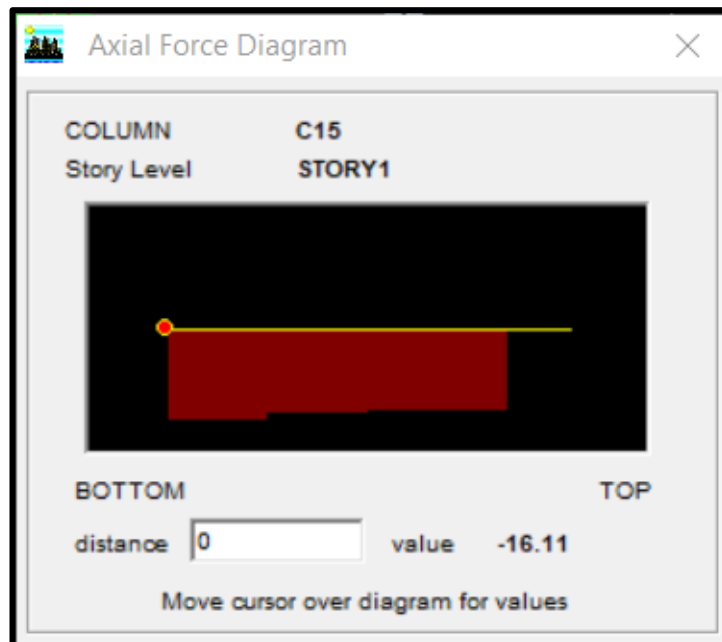 Axial Force Diagram
COLUMN C15
Story Level STORY1
BOTTOM TOP
distance 0 value -16.11
Move cursor over diagram for values